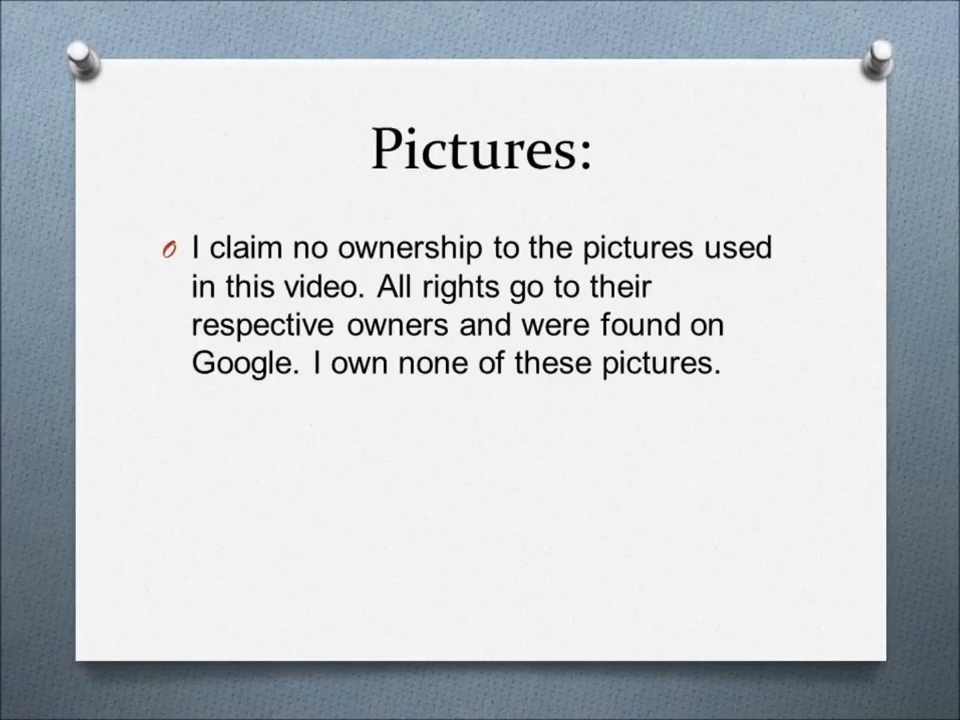 Pictures:
I claim no ownership to the pictures used
in this video. All rights go to their
respective owners and were found on
Google. I own none of these pictures.